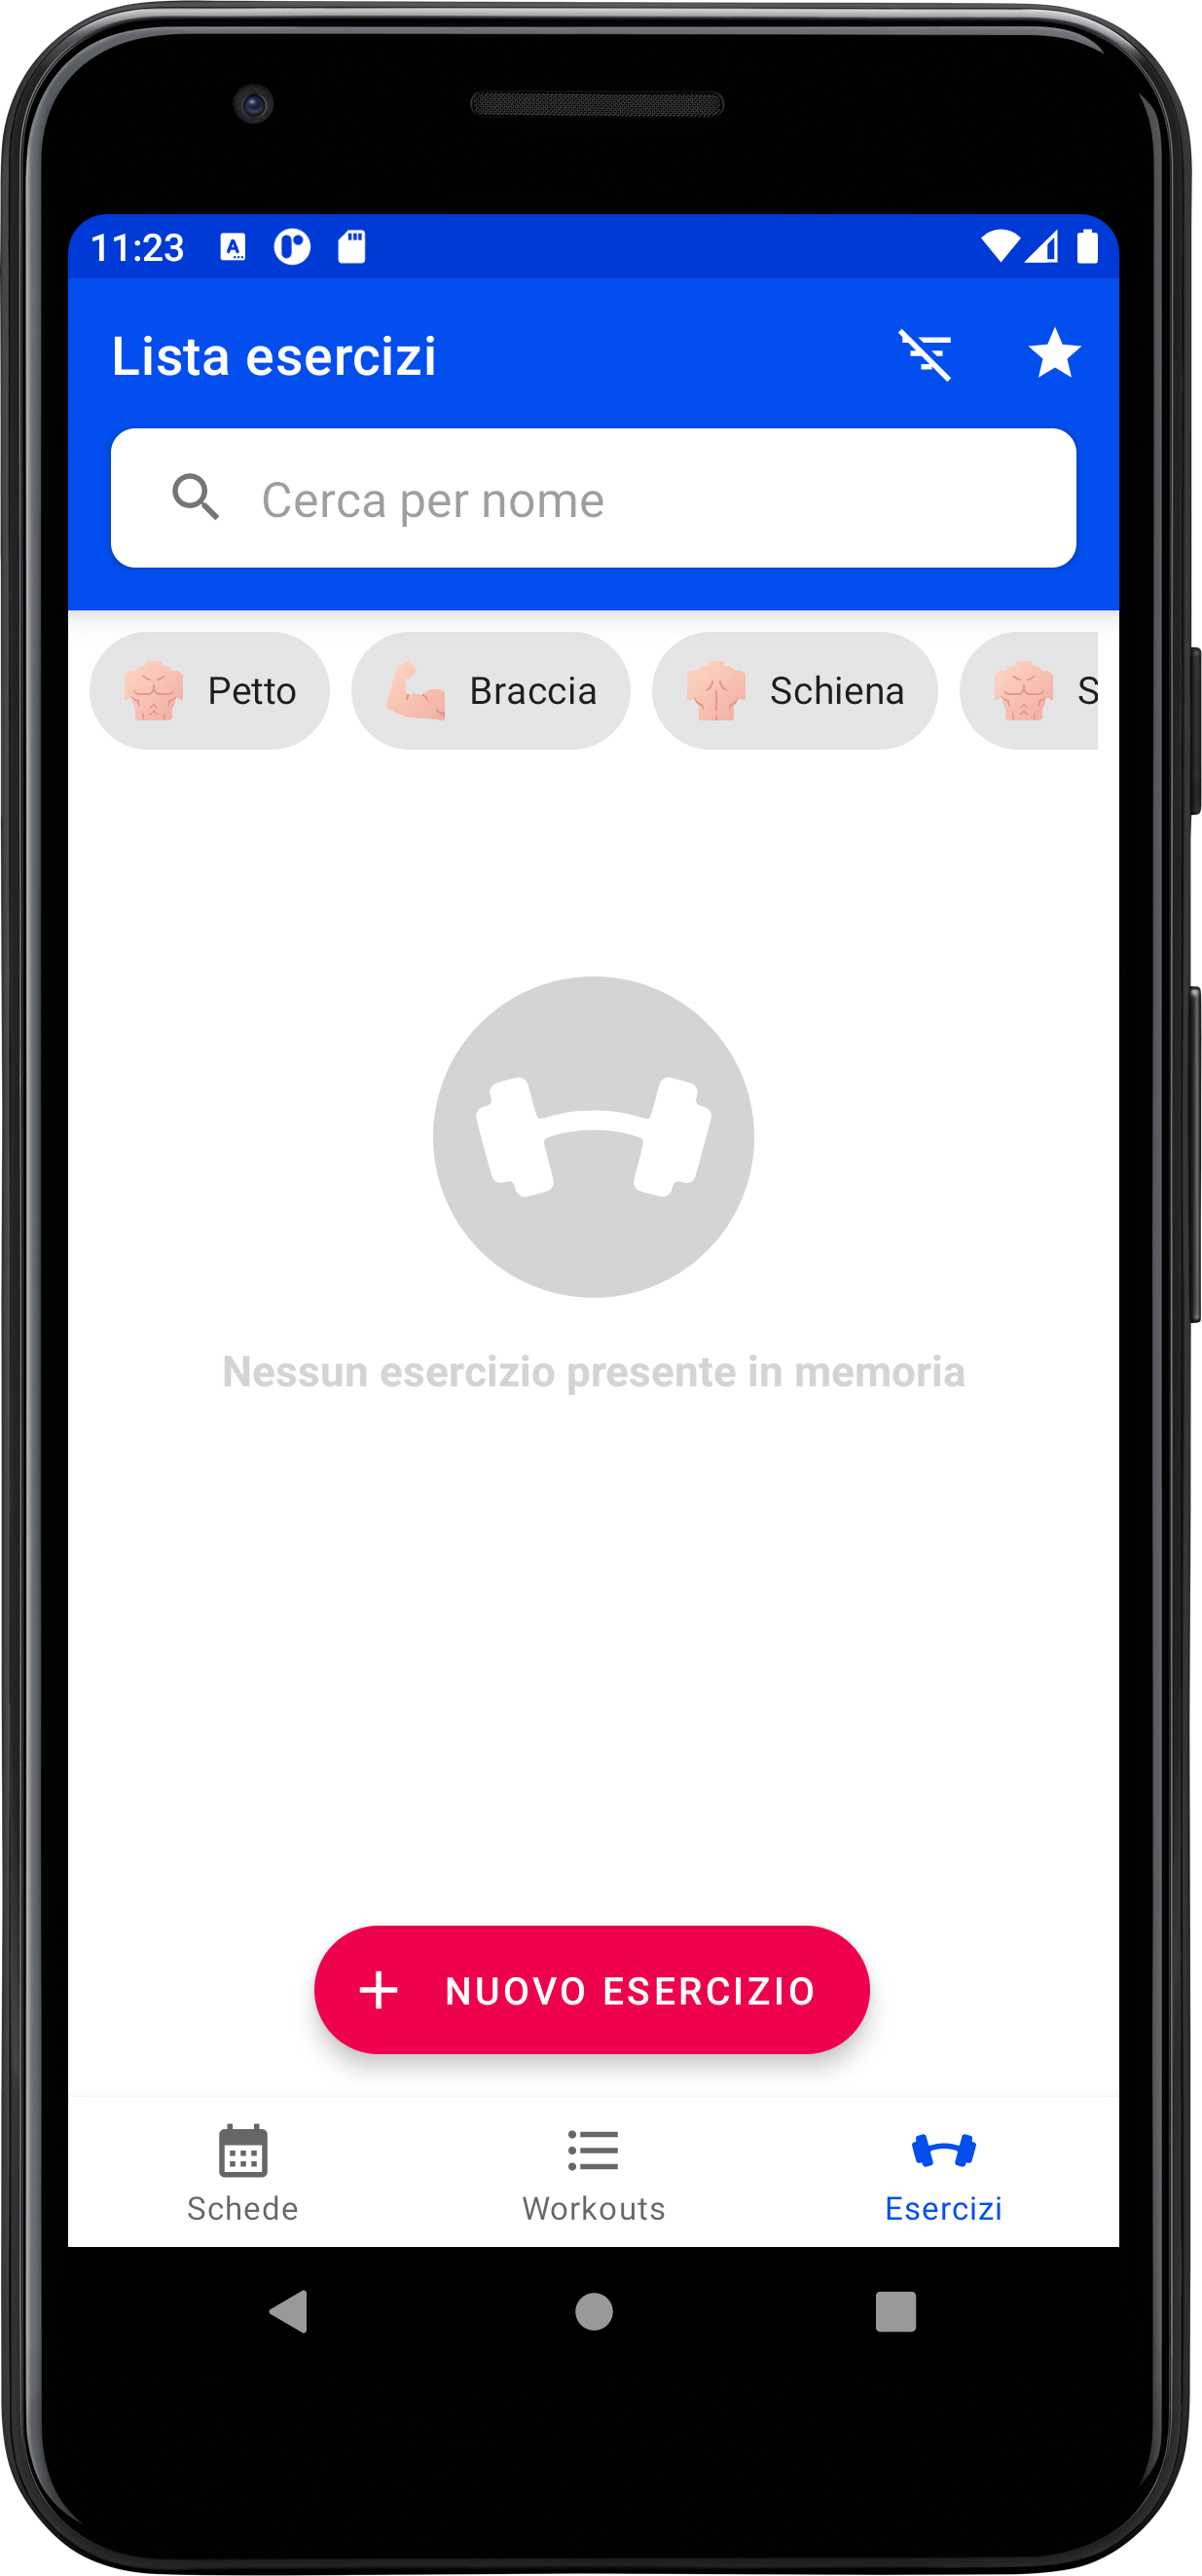 11:23
Lista esercizi
Cerca per nome
Petto Braccia Schiena S
Nessun esercizio presente in memoria
+ NUOVO ESERCIZIO
Schede Workouts Esercizi